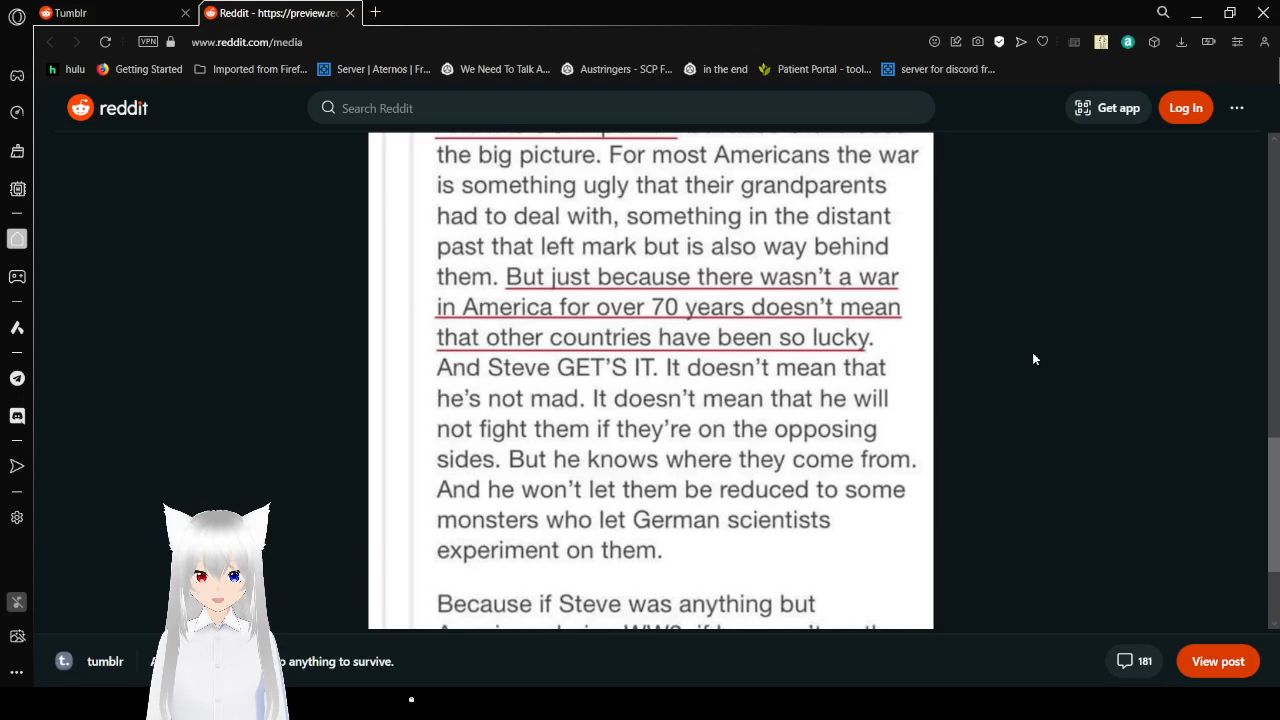 Tumblr
Reddit - https://preview.re
VPN
www.reddit.com/media
hulu
Getting Started
Imported from Firef...
Server | Aternos | Fr...
We Need To Talk A...
Austringers - SCP F...
in the end
Patient Portal - tool...
server for discord fr...
reddit
Search Reddit
Get app
Log In
the big picture. For most Americans the war
is something ugly that their grandparents
had to deal with, something in the distant
past that left mark but is also way behind
them. But just because there wasn't a war
in America for over 70 years doesn't mean
that other countries have been so lucky.
And Steve GET'S IT. It doesn't mean that
he's not mad. It doesn't mean that he will
not fight them if they're on the opposing
sides. But he knows where they come from.
And he won't let them be reduced to some
monsters who let German scientists
experiment on them.
Because if Steve was anything but
tumblr
o anything to survive.
181
View post